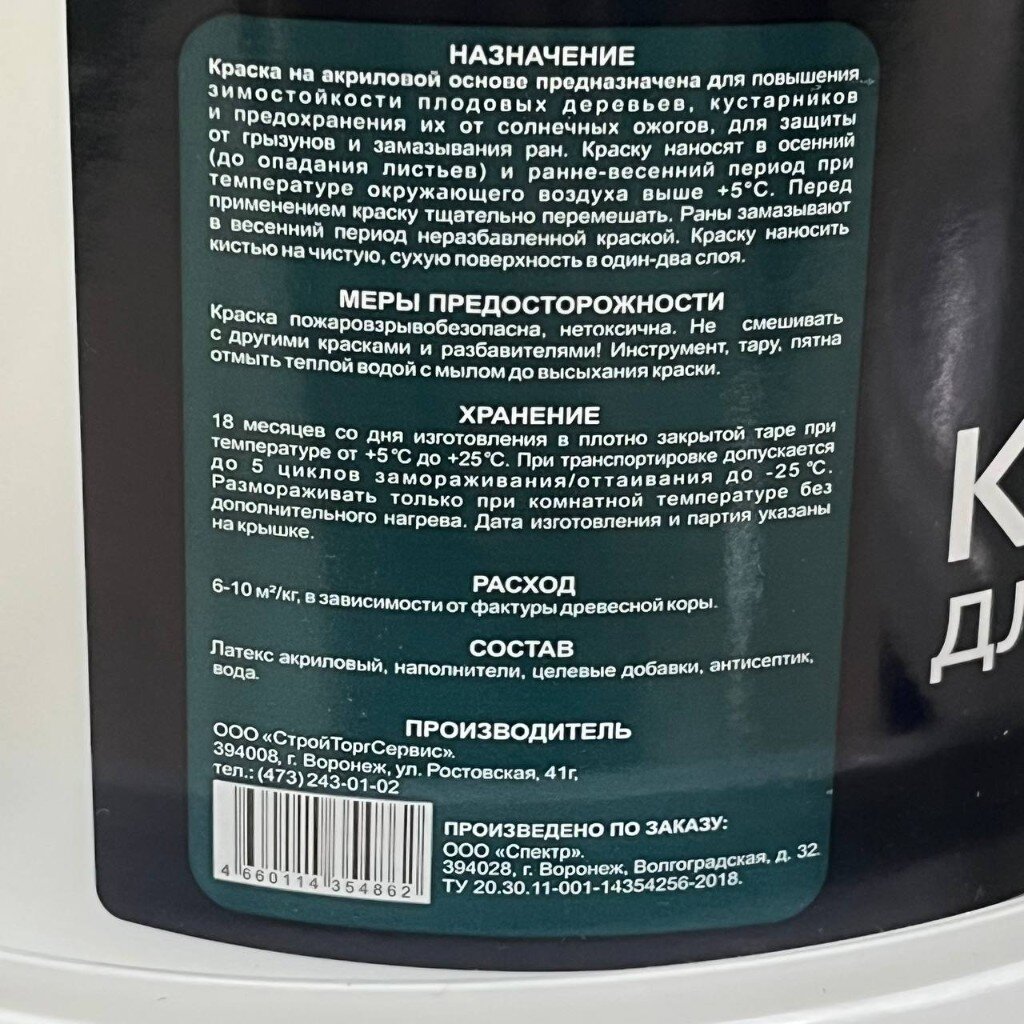 НАЗНАЧЕНИЕ
Краска на акриловой основе предназначена для повышения
зимостойкости плодовых деревьев, кустарников
и предохранения их от солнечных ожогов, для защиты
от грызунов и замазывания ран. Краску наносят в осенний
(до опадания листьев) и ранне-весенний период при
температуре окружающего воздуха выше +5°С. Перед
применением краску тщательно перемешать. Раны замазывают
в весенний период неразбавленной краской. Краску наносить
кистью на чистую, сухую поверхность в один-два слоя.
МЕРЫ ПРЕДОСТОРОЖНОСТИ
Краска пожаровзрывобезопасна, нетоксична. Не смешивать
с другими красками и разбавителями! Инструмент, тару, пятна
отмыть теплой водой с мылом до высыхания краски.
ХРАНЕНИЕ
18 месяцев со дня изготовления в плотно закрытой таре при
температуре от +5°С до +25°С. При транспортировке допускается
до 5 циклов замораживания/оттаивания до -25°С.
Размораживать только при комнатной температуре без
дополнительного нагрева. Дата изготовления и партия указаны
на крышке.
РАСХОД
6-10 м²/кг, в зависимости от фактуры древесной коры.
СОСТАВ
Латекс акриловый, наполнители, целевые добавки, антисептик,
вода.
ПРОИЗВОДИТЕЛЬ
ООО «СтройТоргСервис».
394008, г. Воронеж, ул. Ростовская, 41г,
тел.: (473) 243-01-02
4 660114 354862
ПРОИЗВЕДЕНО ПО ЗАКАЗУ:
ООО «Спектр».
394028, г. Воронеж, Волгоградская, д. 32.
ТУ 20.30.11-001-14354256-2018.
К
ДЛ